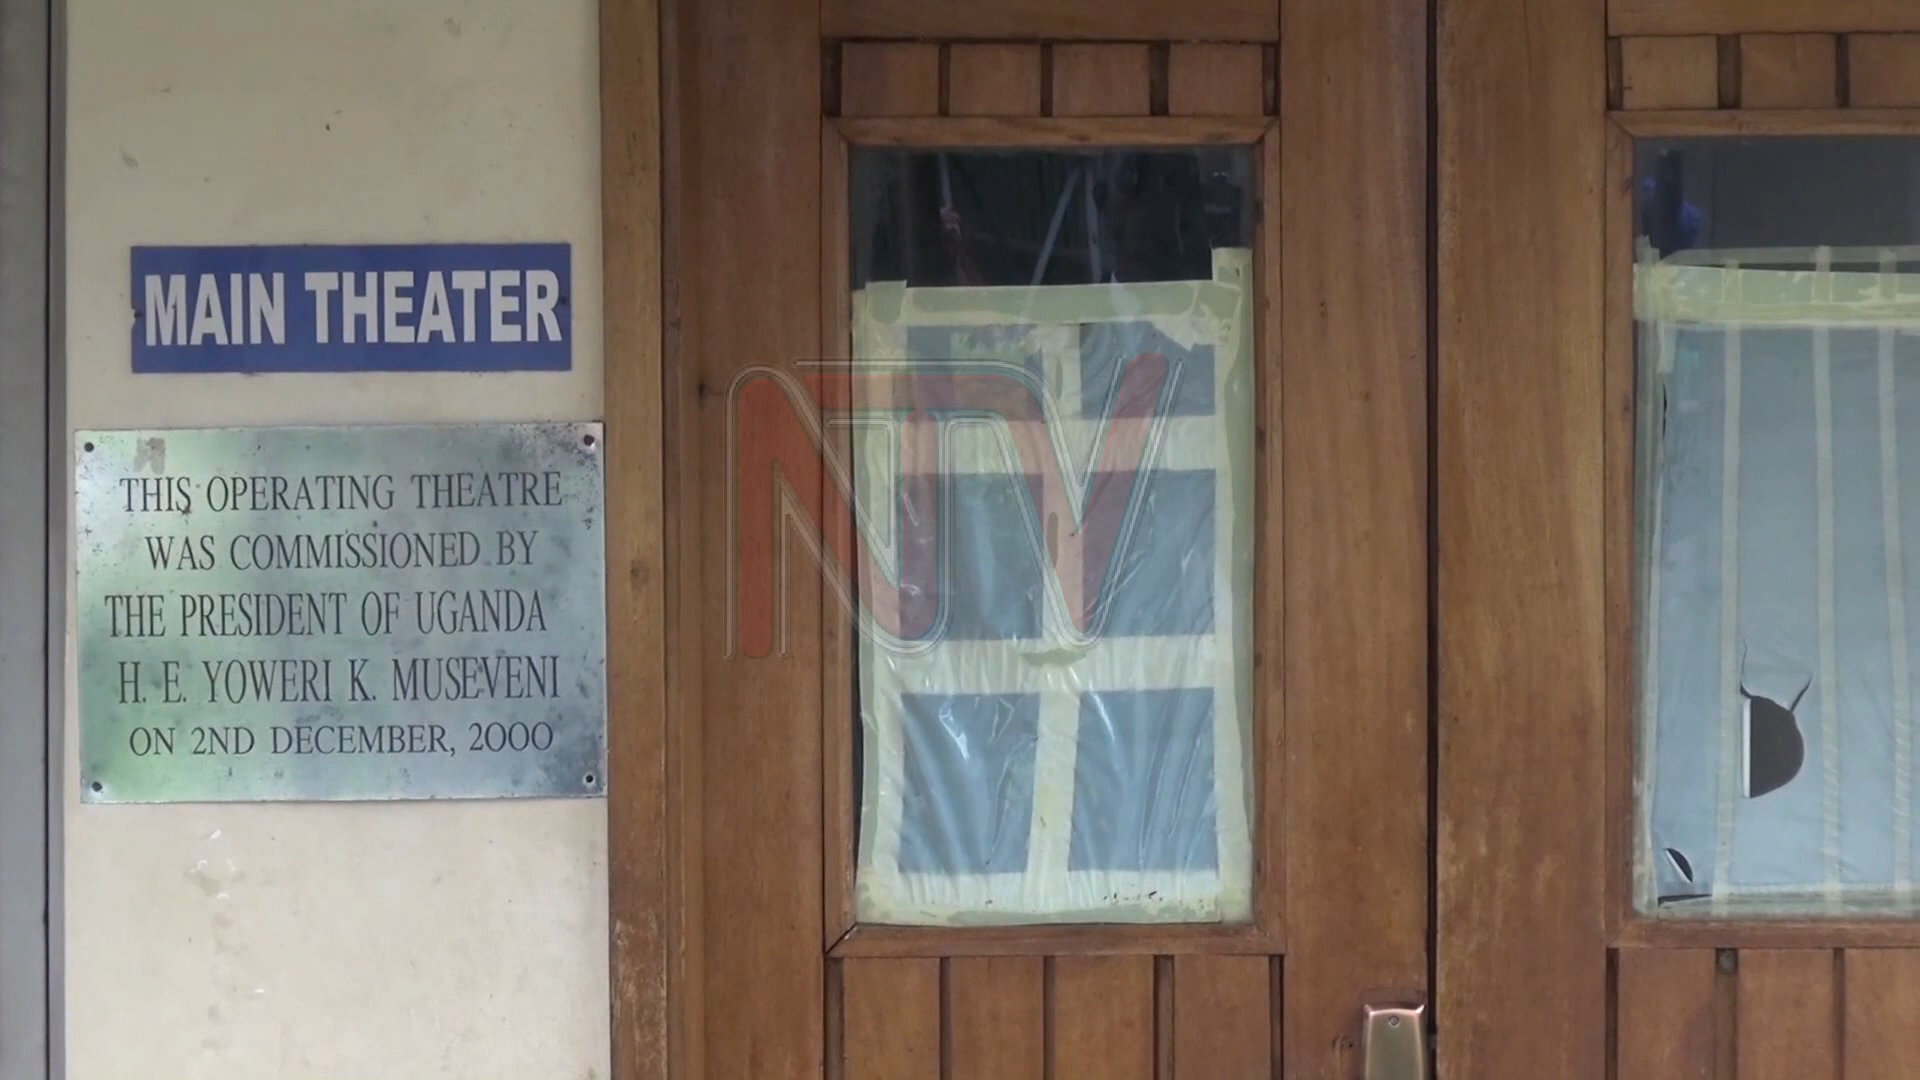 MAIN THEATER
THIS OPERATING THEATRE
WAS COMMISSIONED BY
THE PRESIDENT OF UGANDA
H. E. YOWERI K. MUSEVENI
ON 2ND DECEMBER, 2000
NTV